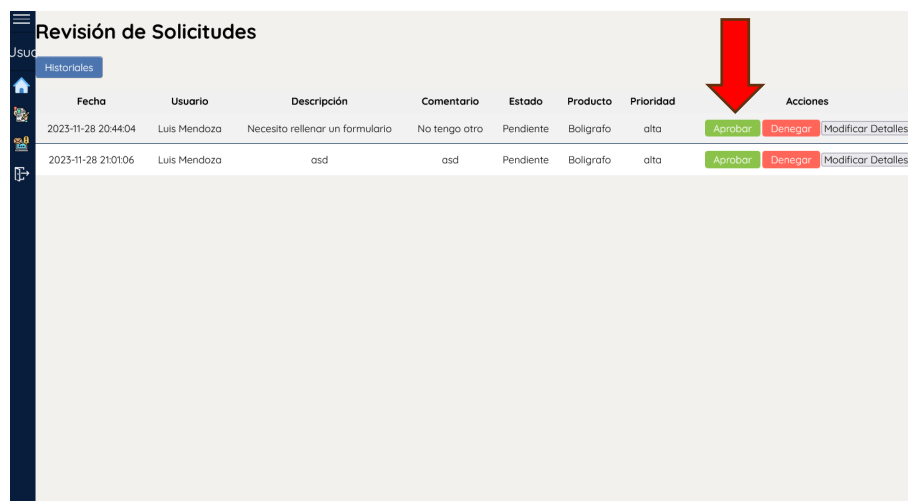 Revisión de Solicitudes
Usuc
Historiales
Fecha Usuario Descripción Comentario Estado Producto Prioridad Acciones
2023-11-28 20:44:04 Luis Mendoza Necesito rellenar un formulario No tengo otro Pendiente Boligrafo alta Aprobar Denegar Modificar Detalles
2023-11-28 21:01:06 Luis Mendoza asd asd Pendiente Boligrafo alta Aprobar Denegar Modificar Detalles